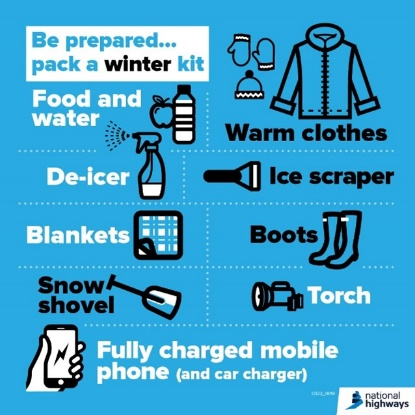 Be prepared...
pack a winter kit
Food and
water
Warm clothes
De-icer
Ice scraper
Blankets
Boots
Snow
shovel
Torch
Fully charged mobile
phone (and car charger)
national
highways